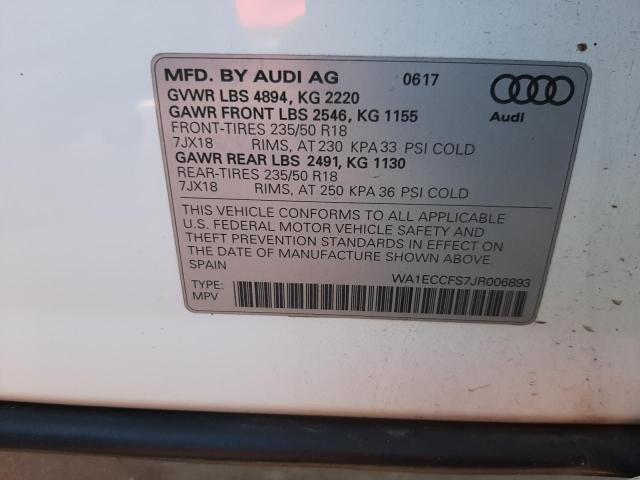 MFD. BY AUDI AG 0617
GVWR LBS 4894, KG 2220
GAWR FRONT LBS 2546, KG 1155
FRONT-TIRES 235/50 R18
7JX18 RIMS, AT 230 KPA 33 PSI COLD
GAWR REAR LBS 2491, KG 1130
REAR-TIRES 235/50 R18
7JX18 RIMS, AT 250 KPA 36 PSI COLD
Audi
THIS VEHICLE CONFORMS TO ALL APPLICABLE
U.S. FEDERAL MOTOR VEHICLE SAFETY AND
THEFT PREVENTION STANDARDS IN EFFECT ON
THE DATE OF MANUFACTURE SHOWN ABOVE.
SPAIN
WA1ECCFS7JR006893
TYPE:
MPV